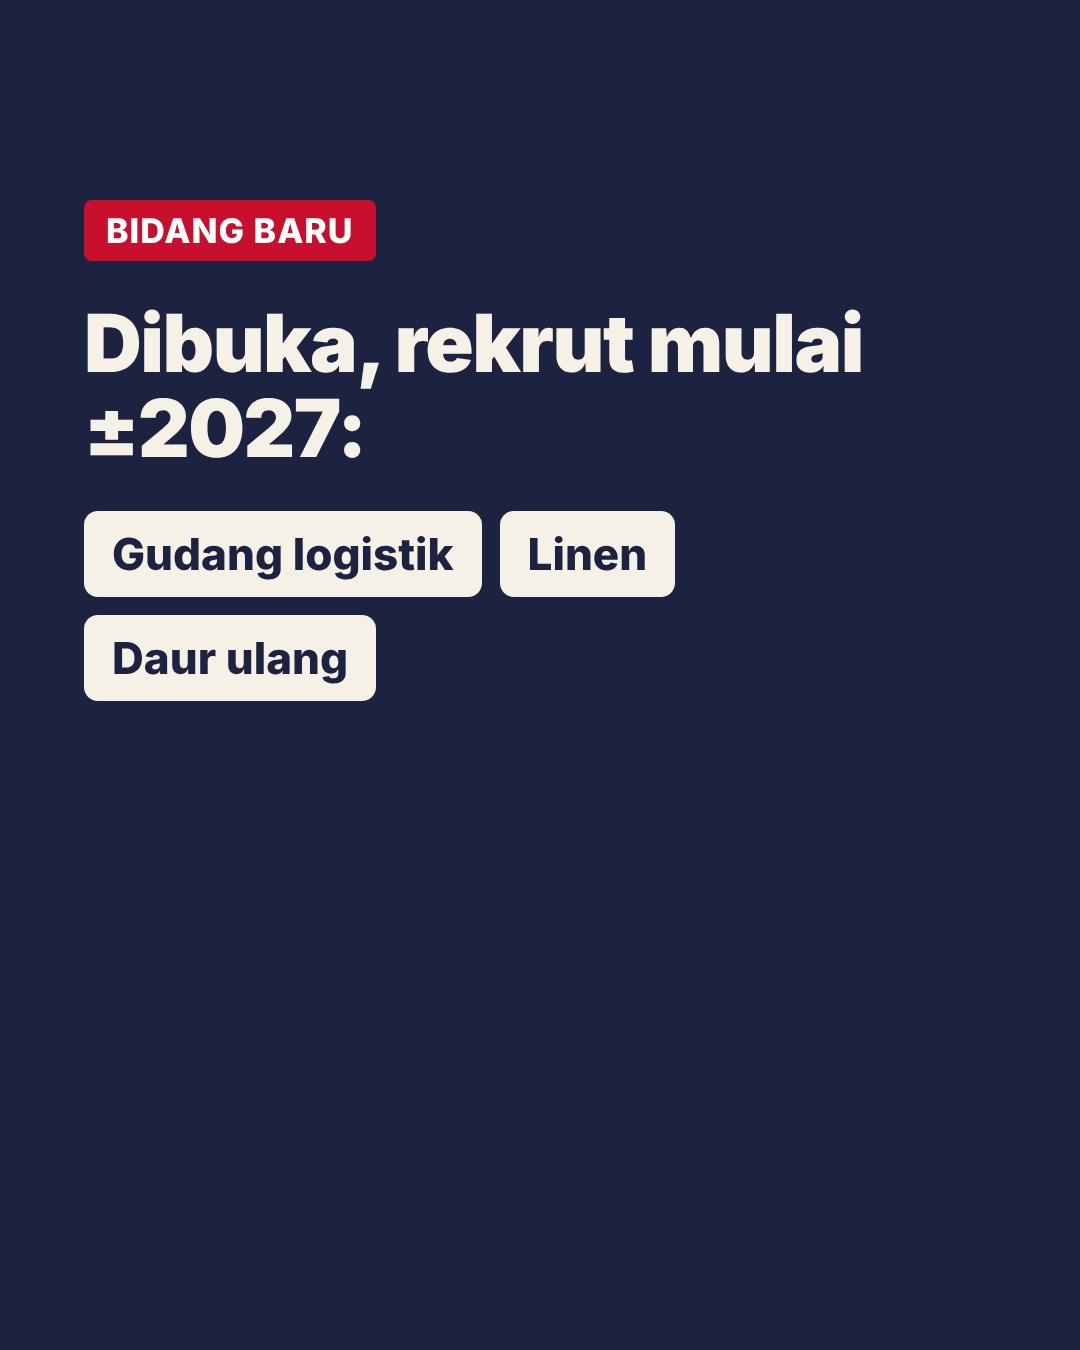 BIDANG BARU
Dibuka, rekrut mulai
±2027:
Gudang logistik Linen
Daur ulang